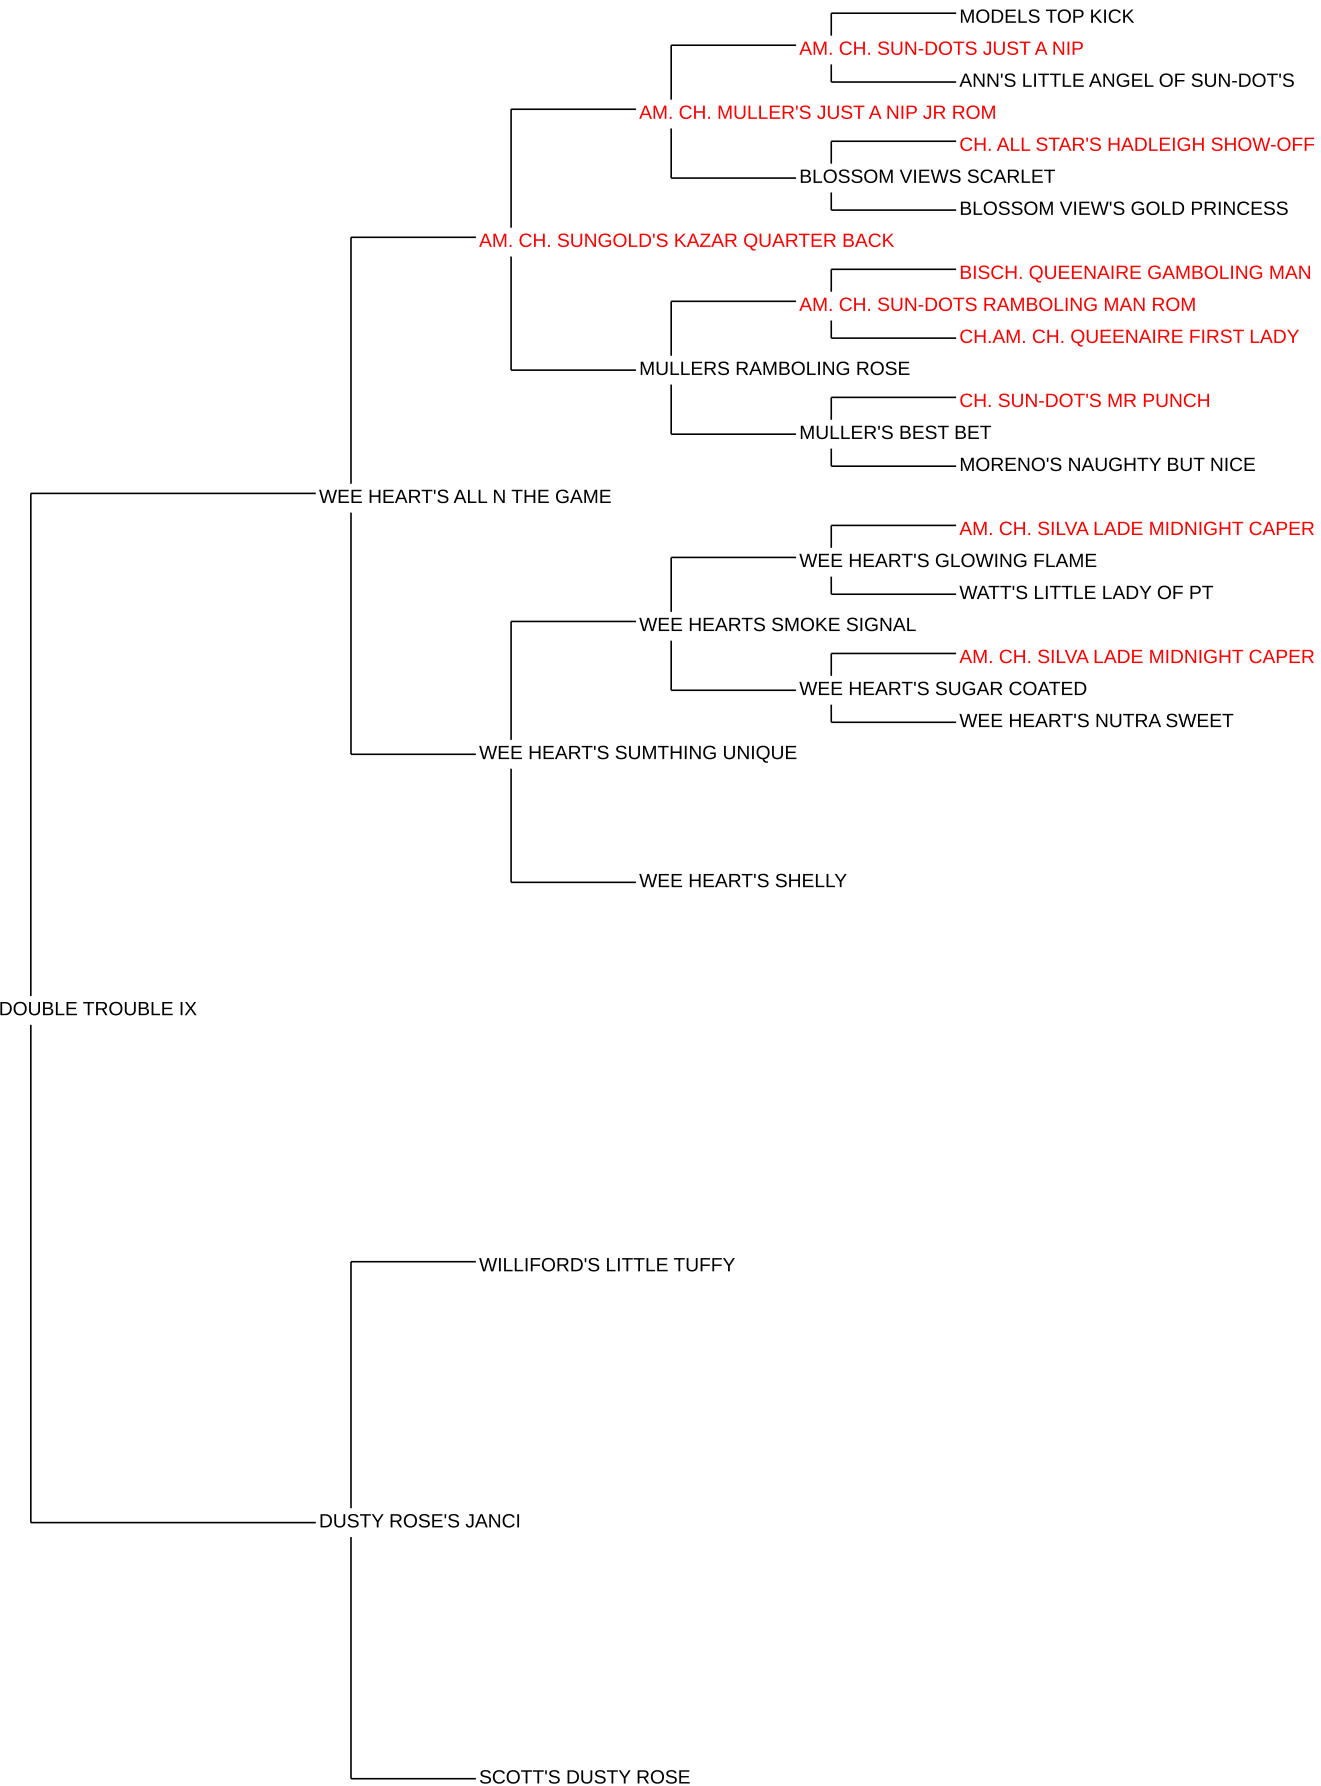 MODELS TOP KICK
AM. CH. SUN-DOTS JUST A NIP
ANN'S LITTLE ANGEL OF SUN-DOT'S
AM. CH. MULLER'S JUST A NIP JR ROM
CH. ALL STAR'S HADLEIGH SHOW-OFF
BLOSSOM VIEWS SCARLET
BLOSSOM VIEW'S GOLD PRINCESS
AM. CH. SUNGOLD'S KAZAR QUARTER BACK
BISCH. QUEENAIRE GAMBOLING MAN
AM. CH. SUN-DOTS RAMBOLING MAN ROM
CH.AM. CH. QUEENAIRE FIRST LADY
MULLERS RAMBOLING ROSE
CH. SUN-DOT'S MR PUNCH
MULLER'S BEST BET
MORENO'S NAUGHTY BUT NICE
WEE HEART'S ALL N THE GAME
AM. CH. SILVA LADE MIDNIGHT CAPER
WEE HEART'S GLOWING FLAME
WATT'S LITTLE LADY OF PT
WEE HEARTS SMOKE SIGNAL
AM. CH. SILVA LADE MIDNIGHT CAPER
WEE HEART'S SUGAR COATED
WEE HEART'S NUTRA SWEET
WEE HEART'S SUMTHING UNIQUE
WEE HEART'S SHELLY
DOUBLE TROUBLE IX
WILLIFORD'S LITTLE TUFFY
DUSTY ROSE'S JANCI
SCOTT'S DUSTY ROSE